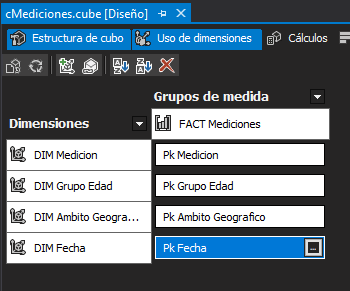 cMediciones.cube [Diseño]
Estructura de cubo Uso de dimensiones Cálculos
Grupos de medida
Dimensiones FACT Mediciones
DIM Medicion Pk Medicion
DIM Grupo Edad Pk Grupo Edad
DIM Ambito Geogra... Pk Ambito Geografico
DIM Fecha Pk Fecha ...